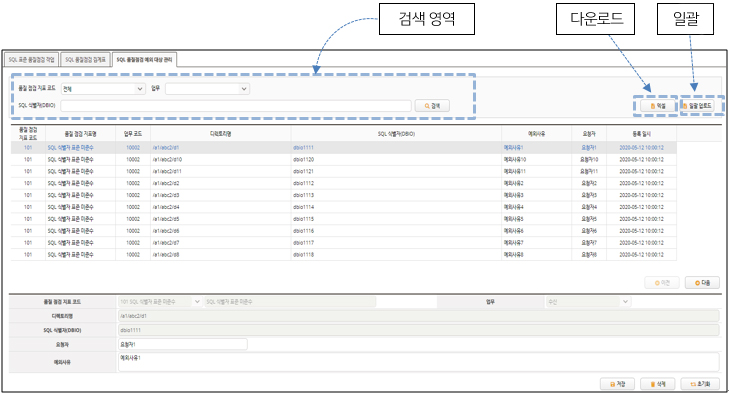 검색 영역
다운로드
일괄
SQL 표준 품질점검 작업 SQL 품질점검 집계표 SQL 품질점검 예외 대상 관리
품질 점검 지표 코드 전체 업무
SQL 식별자(DBIO) 검색 엑셀 일괄 업로드
품질 점검 지표 코드 품질 점검 지표명 업무 코드 디렉토리명 SQL 식별자(DBIO) 예외사유 요청자 등록 일시
101 SQL 식별자 표준 미준수 10002 /a1/abc2/d1 dbio1111 예외사유1 요청자1 2020-05-12 10:00:12
101 SQL 식별자 표준 미준수 10002 /a1/abc2/d10 dbio1120 예외사유10 요청자10 2020-05-12 10:00:12
101 SQL 식별자 표준 미준수 10002 /a1/abc2/d11 dbio1121 예외사유11 요청자11 2020-05-12 10:00:12
101 SQL 식별자 표준 미준수 10002 /a1/abc2/d2 dbio1112 예외사유2 요청자2 2020-05-12 10:00:12
101 SQL 식별자 표준 미준수 10002 /a1/abc2/d3 dbio1113 예외사유3 요청자3 2020-05-12 10:00:12
101 SQL 식별자 표준 미준수 10002 /a1/abc2/d4 dbio1114 예외사유4 요청자4 2020-05-12 10:00:12
101 SQL 식별자 표준 미준수 10002 /a1/abc2/d5 dbio1115 예외사유5 요청자5 2020-05-12 10:00:12
101 SQL 식별자 표준 미준수 10002 /a1/abc2/d6 dbio1116 예외사유6 요청자6 2020-05-12 10:00:12
101 SQL 식별자 표준 미준수 10002 /a1/abc2/d7 dbio1117 예외사유7 요청자7 2020-05-12 10:00:12
101 SQL 식별자 표준 미준수 10002 /a1/abc2/d8 dbio1118 예외사유8 요청자8 2020-05-12 10:00:12
이전 다음
품질 점검 지표 코드 101 SQL 식별자 표준 미준수 SQL 식별자 표준 미준수 업무 수신
디렉토리명 /a1/abc2/d1
SQL 식별자(DBIO) dbio1111
요청자 요청자1
예외사유 예외사유1
저장 삭제 초기화